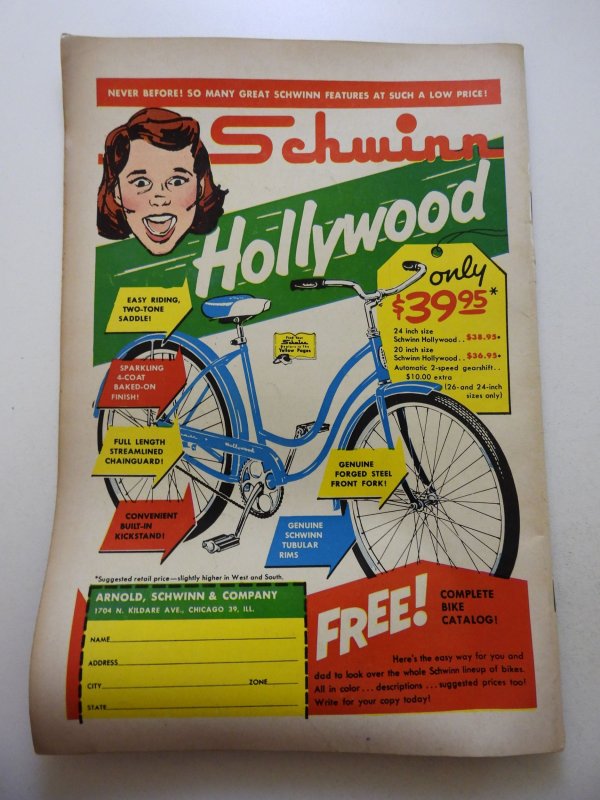 NEVER BEFORE! SO MANY GREAT SCHWINN FEATURES AT SUCH A LOW PRICE!
Schwinn
Hollywood
only
$39.95*
24 inch size
Schwinn Hollywood.. $38.95*
20 inch size
Schwinn Hollywood.. $36.95*
Automatic 2-speed gearshift..
$10.00 extra
(26-and 24-inch
sizes only)
EASY RIDING,
TWO-TONE
SADDLE!
Find Your
Schwinn
Yellow Pages
SPARKLING
4-COAT
BAKED-ON
FINISH!
FULL LENGTH
STREAMLINED
CHAINGUARD!
Hollywood
GENUINE
FORGED STEEL
FRONT FORK!
CONVENIENT
BUILT-IN
KICKSTAND!
GENUINE
SCHWINN
TUBULAR
RIMS
*Suggested retail price—slightly higher in West and South.
ARNOLD, SCHWINN & COMPANY
1704 N. KILDARE AVE., CHICAGO 39, ILL.
NAME
ADDRESS
CITY ZONE
STATE
FREE!
COMPLETE
BIKE
CATALOG!
Here's the easy way for you and
dad to look over the whole Schwinn lineup of bikes.
All in color... descriptions... suggested prices too!
Write for your copy today!